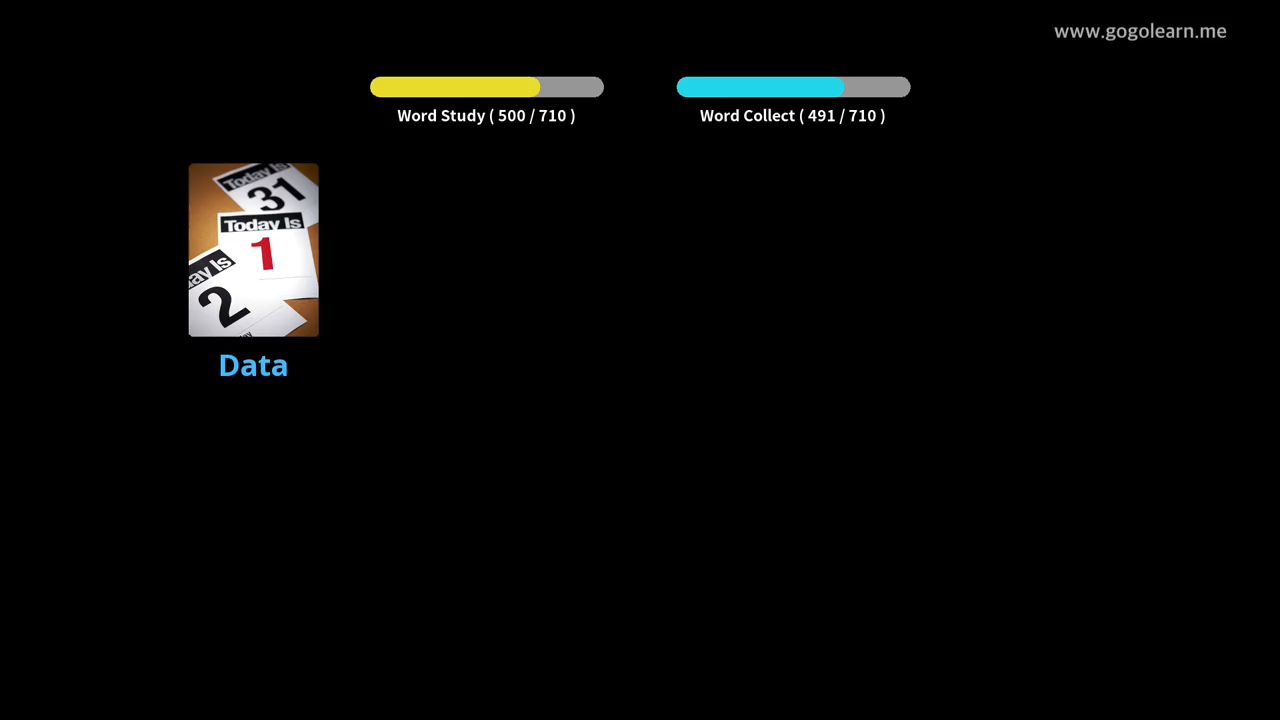 www.gogolearn.me
Word Study ( 500 / 710 )
Word Collect ( 491 / 710 )
Today Is
31
Today Is
1
ay Is
2
Data